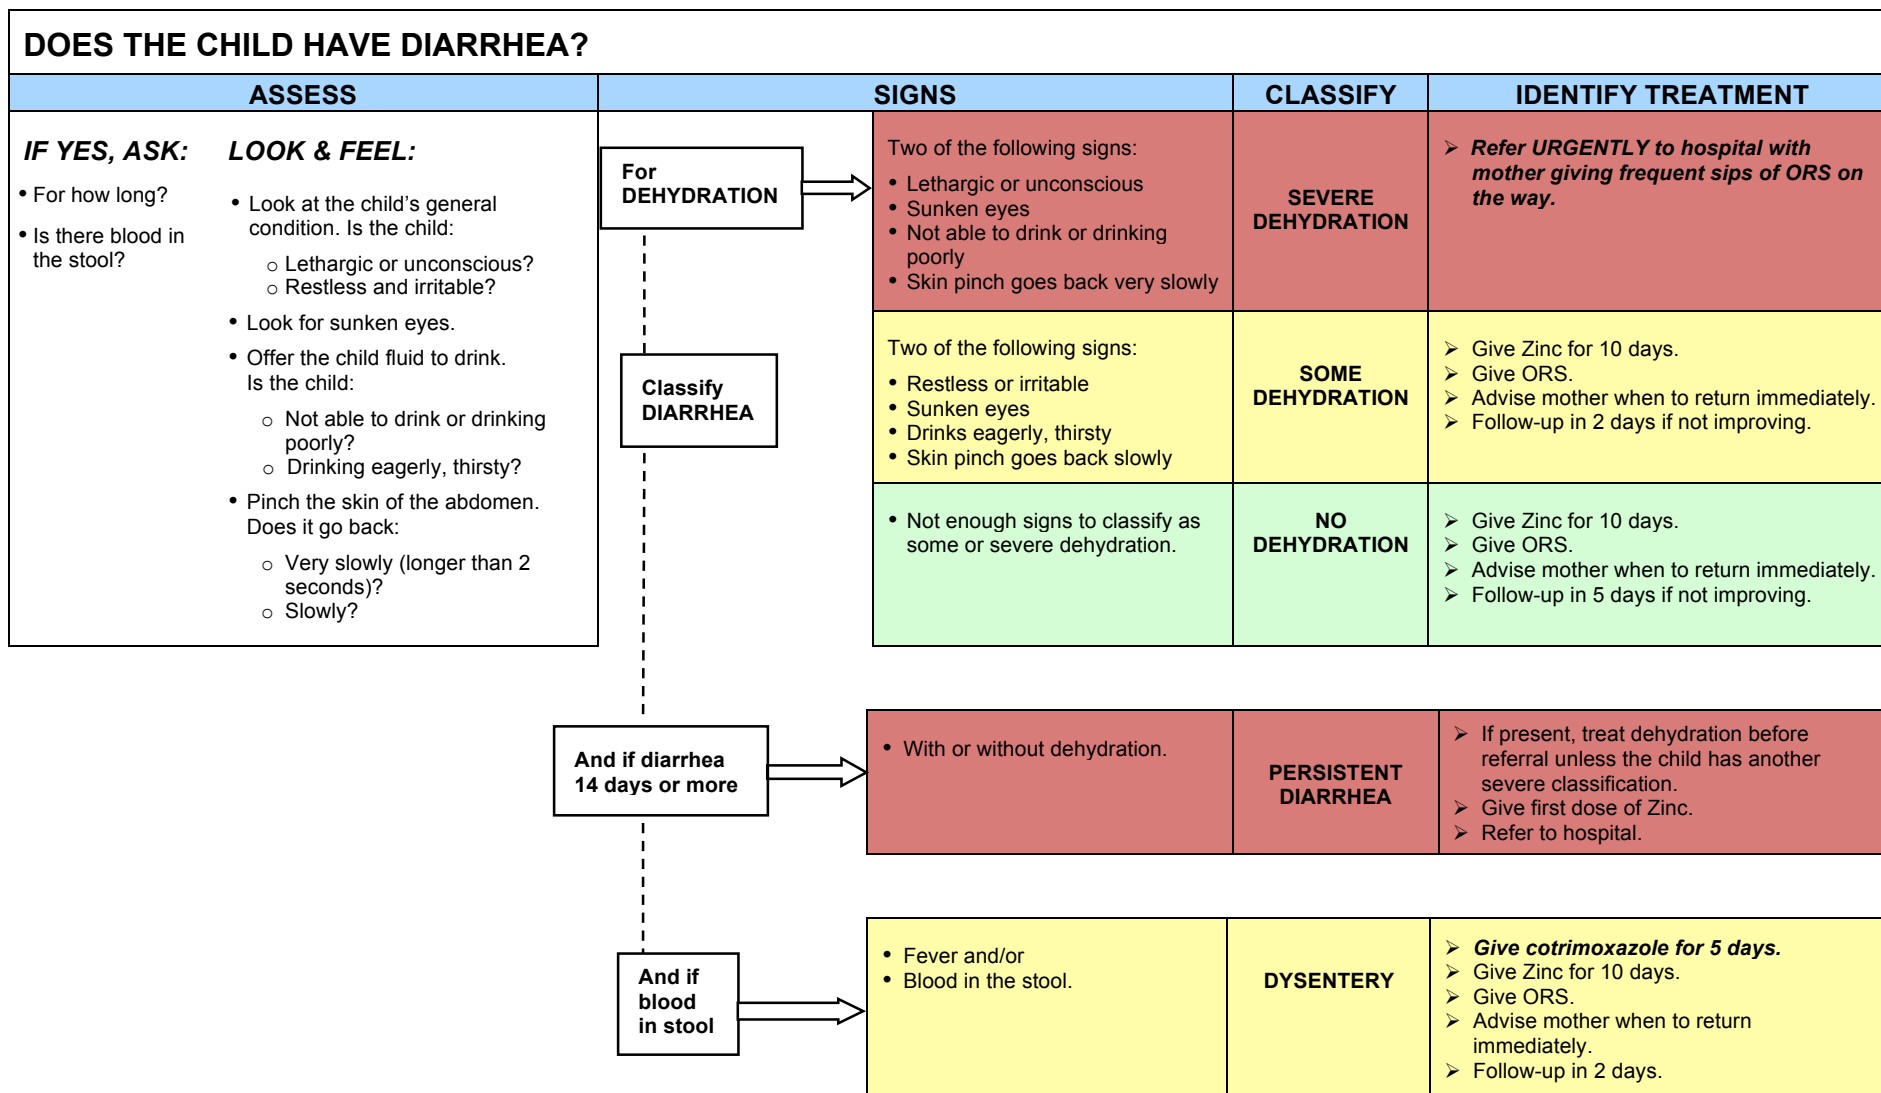 DOES THE CHILD HAVE DIARRHEA?
ASSESS
SIGNS
CLASSIFY
IDENTIFY TREATMENT
IF YES, ASK:
• For how long?
• Is there blood in
the stool?
LOOK & FEEL:
• Look at the child's general
condition. Is the child:
○ Lethargic or unconscious?
○ Restless and irritable?
• Look for sunken eyes.
• Offer the child fluid to drink.
Is the child:
○ Not able to drink or drinking
poorly?
○ Drinking eagerly, thirsty?
• Pinch the skin of the abdomen.
Does it go back:
○ Very slowly (longer than 2
seconds)?
○ Slowly?
For
DEHYDRATION
Classify
DIARRHEA
Two of the following signs:
• Lethargic or unconscious
• Sunken eyes
• Not able to drink or drinking
poorly
• Skin pinch goes back very slowly
SEVERE
DEHYDRATION
➢ Refer URGENTLY to hospital with
mother giving frequent sips of ORS on
the way.
Two of the following signs:
• Restless or irritable
• Sunken eyes
• Drinks eagerly, thirsty
• Skin pinch goes back slowly
SOME
DEHYDRATION
➢ Give Zinc for 10 days.
➢ Give ORS.
➢ Advise mother when to return immediately.
➢ Follow-up in 2 days if not improving.
• Not enough signs to classify as
some or severe dehydration.
NO
DEHYDRATION
➢ Give Zinc for 10 days.
➢ Give ORS.
➢ Advise mother when to return immediately.
➢ Follow-up in 5 days if not improving.
And if diarrhea
14 days or more
• With or without dehydration.
PERSISTENT
DIARRHEA
➢ If present, treat dehydration before
referral unless the child has another
severe classification.
➢ Give first dose of Zinc.
➢ Refer to hospital.
And if
blood
in stool
• Fever and/or
• Blood in the stool.
DYSENTERY
➢ Give cotrimoxazole for 5 days.
➢ Give Zinc for 10 days.
➢ Give ORS.
➢ Advise mother when to return
immediately.
➢ Follow-up in 2 days.